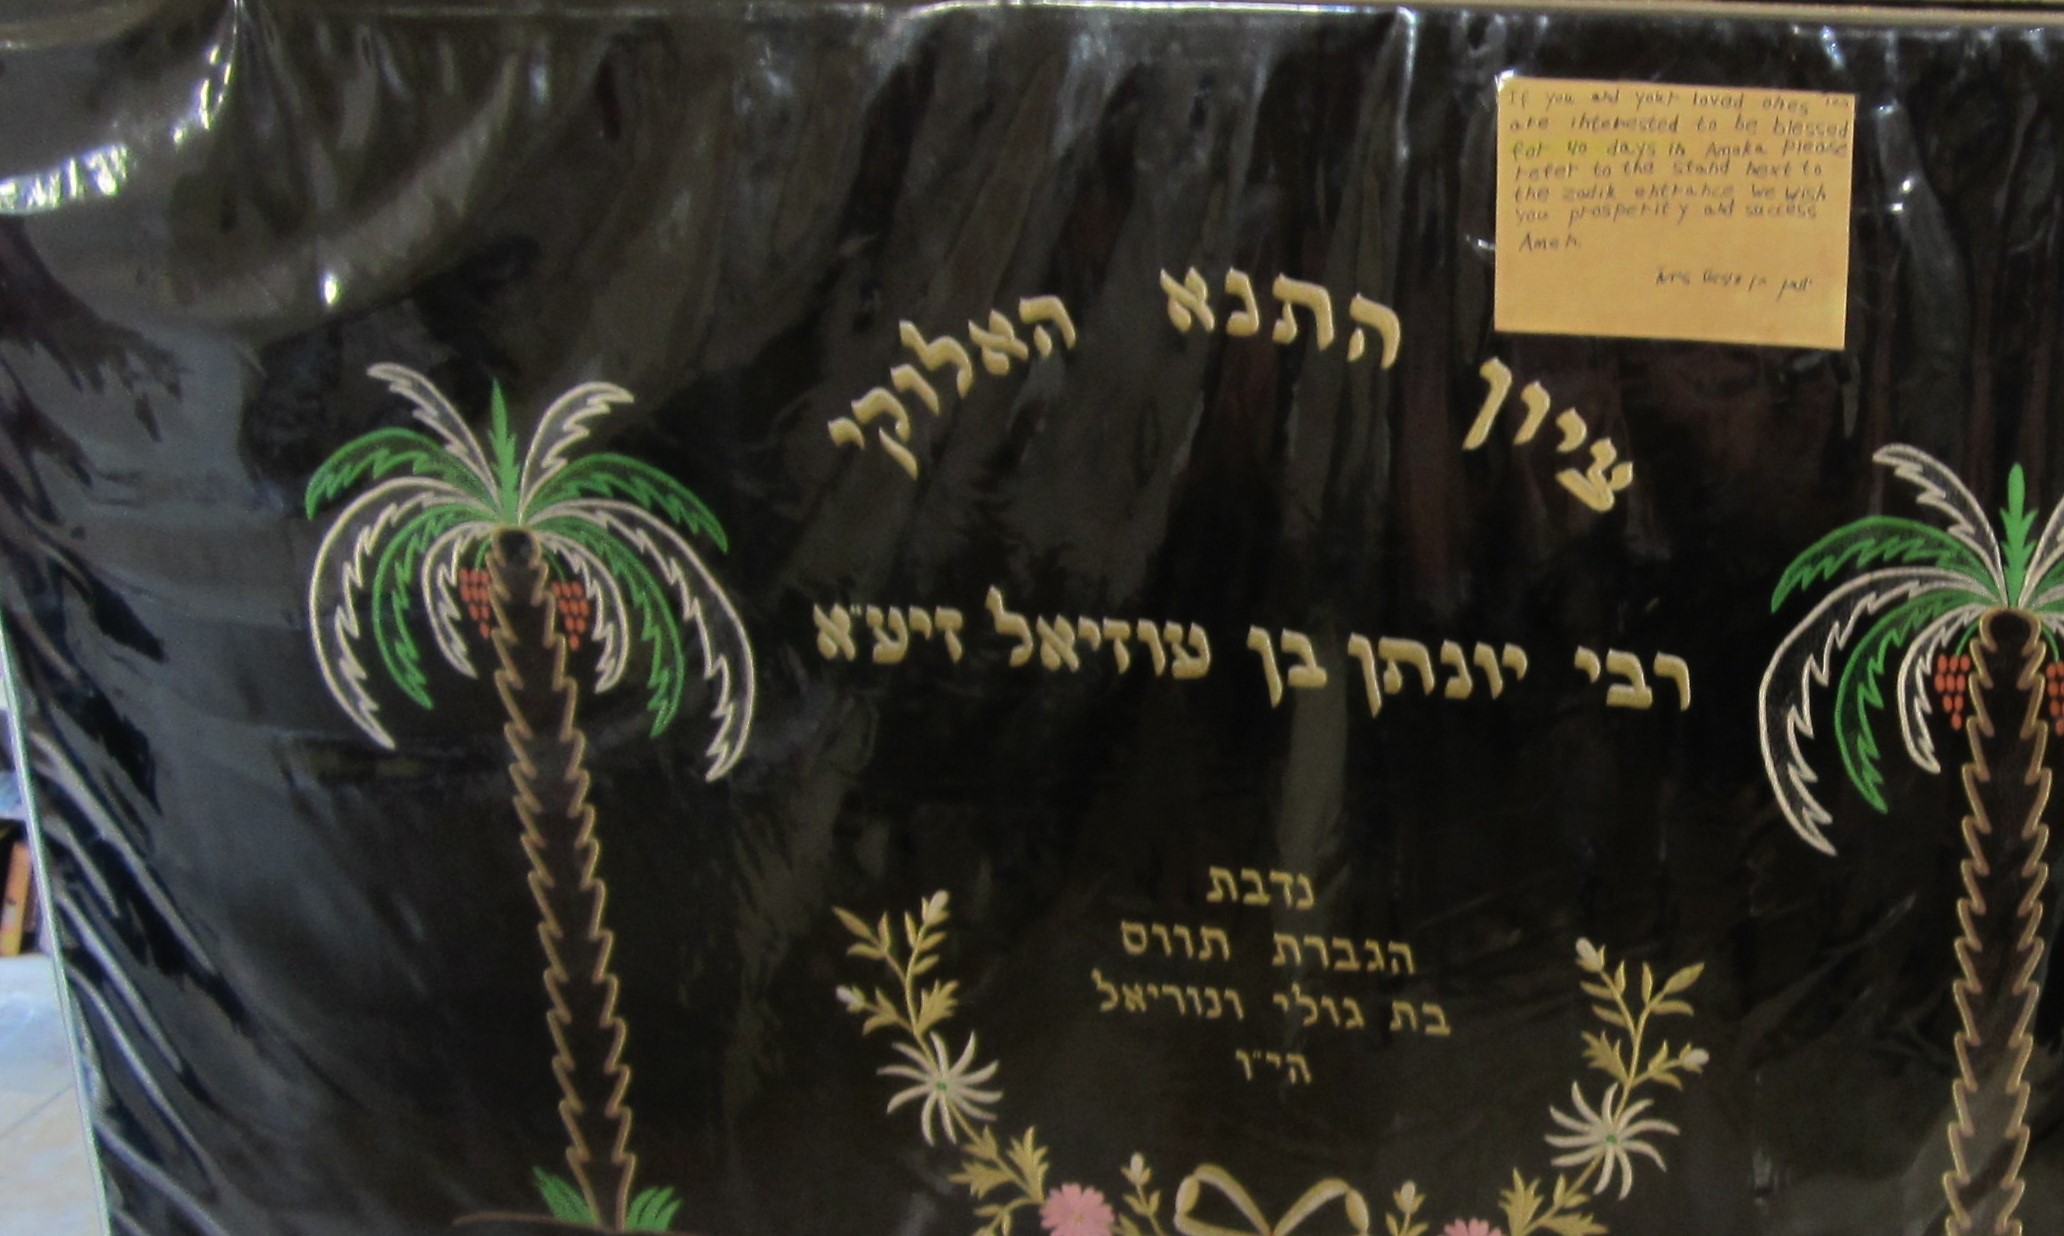 If you and your loved ones
are interested to be blessed
for 40 days in Amoka Please
refer to the stand next to
the zadik entrance we wish
you prosperity and success
Amen
ציון התנא האלוקי
רבי יונתן בן עוזיאל זיע״א
נדבת
הגברת תווס
בת גולי ונוריאל
הי״ו